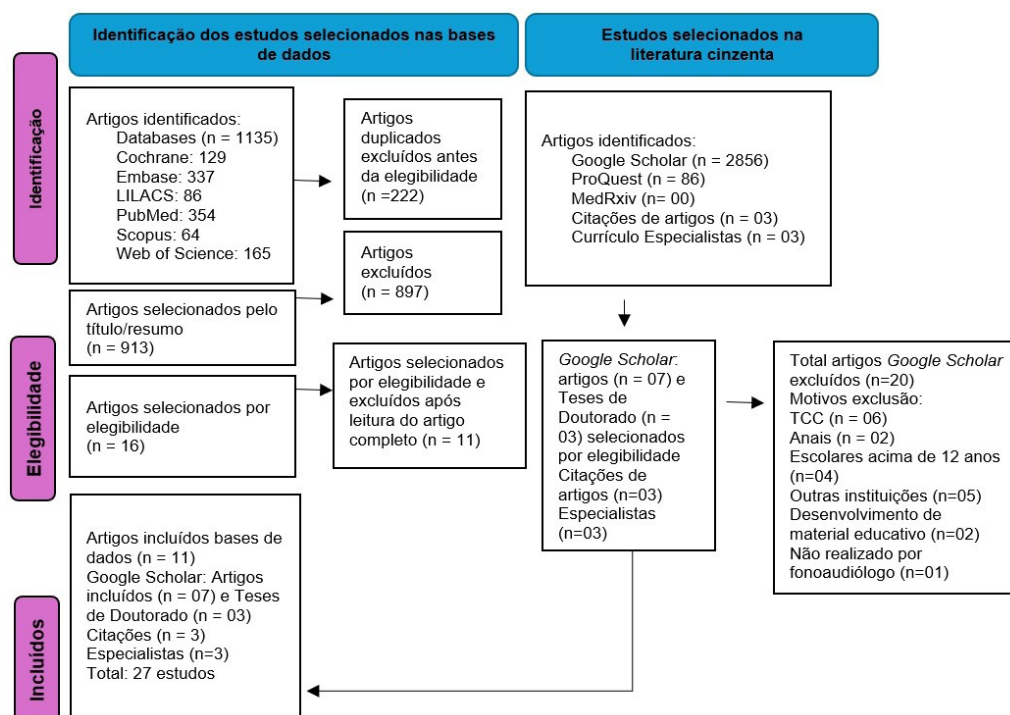 Identificação dos estudos selecionados nas bases
de dados
Estudos selecionados na
literatura cinzenta
Identificação
Artigos identificados:
Databases (n = 1135)
Cochrane: 129
Embase: 337
LILACS: 86
PubMed: 354
Scopus: 64
Web of Science: 165
Artigos
duplicados
excluídos antes
da elegibilidade
(n =222)
Artigos identificados:
Google Scholar (n = 2856)
ProQuest (n = 86)
MedRxiv (n= 00)
Citações de artigos (n = 03)
Currículo Especialistas (n = 03)
Artigos
excluídos
(n = 897)
Artigos selecionados pelo
título/resumo
(n = 913)
Elegibilidade
Artigos selecionados por
elegibilidade
(n = 16)
Artigos selecionados
por elegibilidade e
excluídos após
leitura do artigo
completo (n = 11)
Google Scholar:
artigos (n = 07) e
Teses de
Doutorado (n =
03) selecionados
por elegibilidade
Citações de
artigos (n=03)
Especialistas
(n=03)
Total artigos Google Scholar
excluídos (n=20)
Motivos exclusão:
TCC (n = 06)
Anais (n = 02)
Escolares acima de 12 anos
(n=04)
Outras instituições (n=05)
Desenvolvimento de
material educativo (n=02)
Não realizado por
fonoaudiólogo (n=01)
Incluídos
Artigos incluídos bases de
dados (n = 11)
Google Scholar: Artigos
incluídos (n = 07) e Teses
de Doutorado (n = 03)
Citações (n = 3)
Especialistas (n=3)
Total: 27 estudos